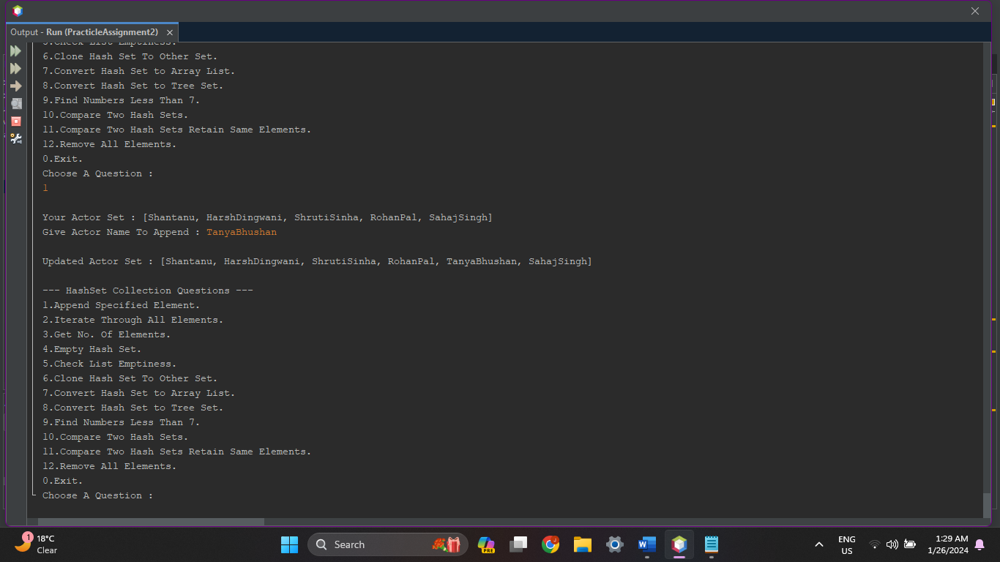 Output - Run (PracticleAssignment2)
5.Check List Emptiness.
6.Clone Hash Set To Other Set.
7.Convert Hash Set to Array List.
8.Convert Hash Set to Tree Set.
9.Find Numbers Less Than 7.
10.Compare Two Hash Sets.
11.Compare Two Hash Sets Retain Same Elements.
12.Remove All Elements.
0.Exit.
Choose A Question :
1
Your Actor Set : [Shantanu, HarshDingwani, ShrutiSinha, RohanPal, SahajSingh]
Give Actor Name To Append : TanyaBhushan
Updated Actor Set : [Shantanu, HarshDingwani, ShrutiSinha, RohanPal, TanyaBhushan, SahajSingh]
--- HashSet Collection Questions ---
1.Append Specified Element.
2.Iterate Through All Elements.
3.Get No. Of Elements.
4.Empty Hash Set.
5.Check List Emptiness.
6.Clone Hash Set To Other Set.
7.Convert Hash Set to Array List.
8.Convert Hash Set to Tree Set.
9.Find Numbers Less Than 7.
10.Compare Two Hash Sets.
11.Compare Two Hash Sets Retain Same Elements.
12.Remove All Elements.
0.Exit.
Choose A Question :
1
18°C
Clear
Search
PRE
W
ENG
US
1:29 AM
1/26/2024